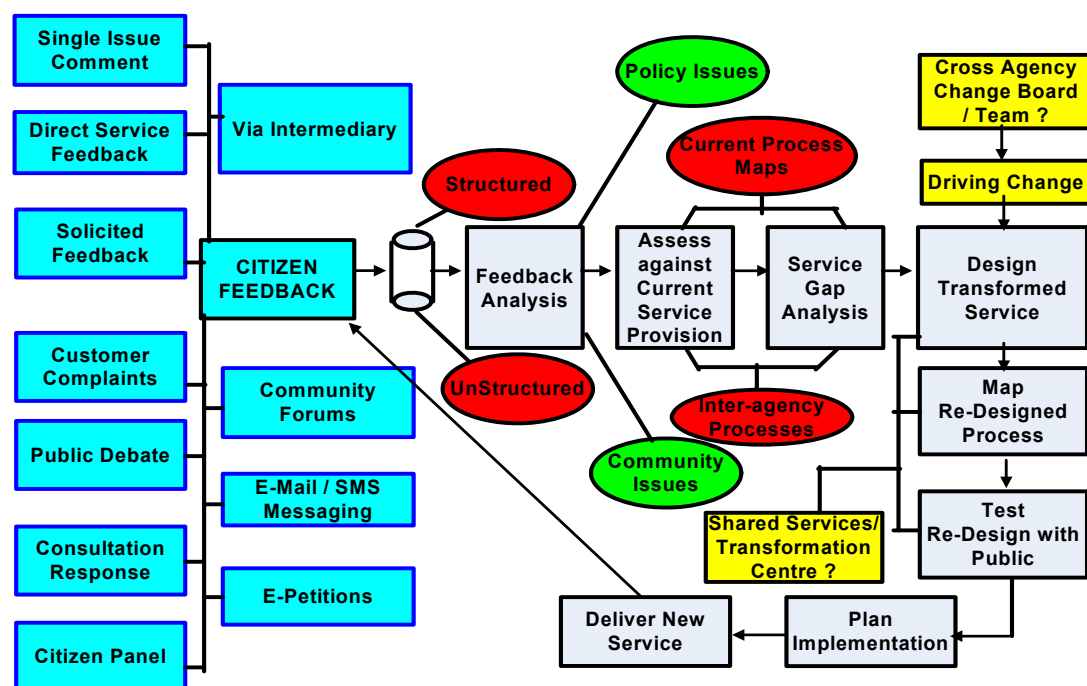 Single Issue
Comment
Direct Service
Feedback
Solicited
Feedback
Customer
Complaints
Public Debate
Consultation
Response
Citizen Panel
Via Intermediary
CITIZEN
FEEDBACK
Community
Forums
E-Mail / SMS
Messaging
E-Petitions
Structured
UnStructured
Feedback
Analysis
Policy Issues
Community
Issues
Current Process
Maps
Assess
against
Current
Service
Provision
Service
Gap
Analysis
Inter-agency
Processes
Cross Agency
Change Board
/ Team ?
Driving Change
Design
Transformed
Service
Map
Re-Designed
Process
Test
Re-Design with
Public
Shared Services/
Transformation
Centre ?
Plan
Implementation
Deliver New
Service